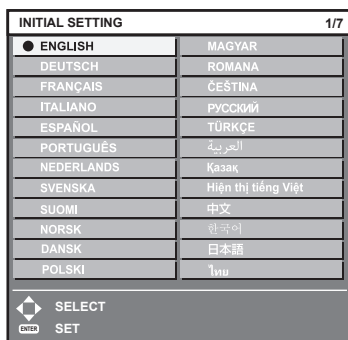 INITIAL SETTING 1/7
ENGLISH
DEUTSCH
FRANÇAIS
ITALIANO
ESPAÑOL
PORTUGUÊS
NEDERLANDS
SVENSKA
SUOMI
NORSK
DANSK
POLSKI
MAGYAR
ROMANA
ČEŠTINA
РУССКИЙ
TÜRKÇE
العربية
Қазақ
Hiện thị tiếng Việt
中文
한국어
日本語
ไทย
SELECT
ENTER SET